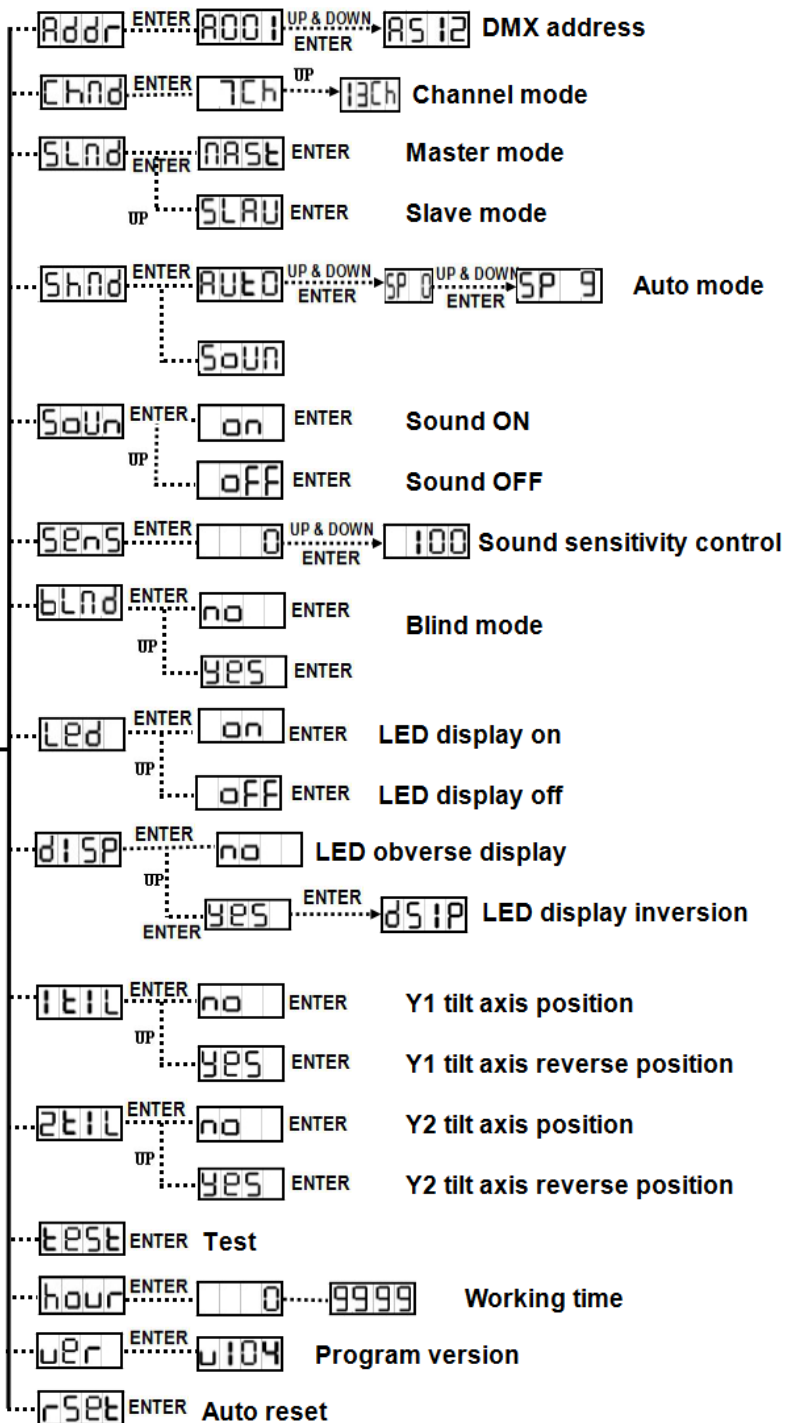 Addr ENTER A001 UP & DOWN ENTER A512 DMX address
ChMd ENTER 7Ch UP 13Ch Channel mode
SLMd ENTER MASt ENTER Master mode
UP SLAU ENTER Slave mode
ShMd ENTER AUtO UP & DOWN ENTER SP 0 UP & DOWN ENTER SP 9 Auto mode
SoUN
SoUn ENTER on ENTER Sound ON
UP oFF ENTER Sound OFF
SenS ENTER 0 UP & DOWN ENTER 100 Sound sensitivity control
bLMd ENTER no ENTER Blind mode
UP yes ENTER
Led ENTER on ENTER LED display on
UP oFF ENTER LED display off
dISP ENTER no LED obverse display
UP ENTER yes ENTER dSIP LED display inversion
1tIL ENTER no ENTER Y1 tilt axis position
UP yes ENTER Y1 tilt axis reverse position
2tIL ENTER no ENTER Y2 tilt axis position
UP yes ENTER Y2 tilt axis reverse position
test ENTER Test
hour ENTER 0 9999 Working time
ver ENTER v104 Program version
rSet ENTER Auto reset